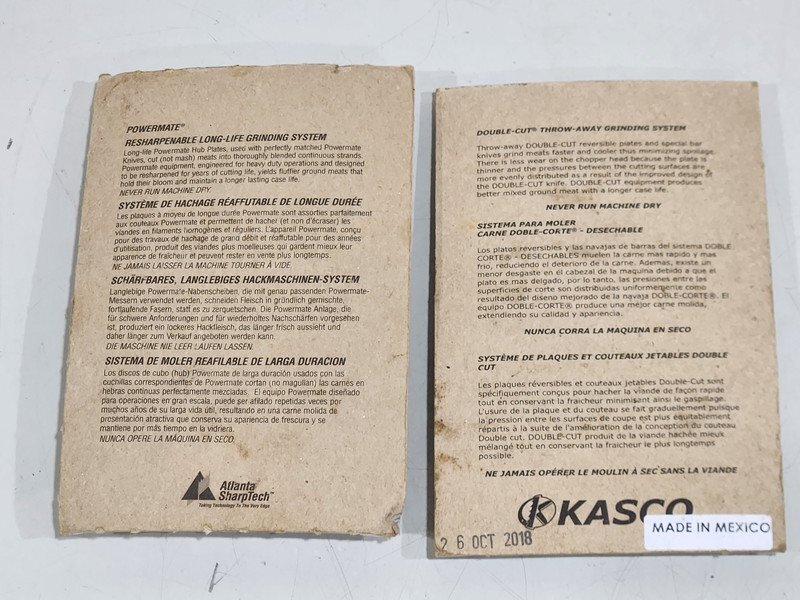 POWERMATE®
RESHARPENABLE LONG-LIFE GRINDING SYSTEM
Long-life Powermate Hub Plates, used with perfectly matched Powermate
Knives, cut (not mash) meats into thoroughly blended continuous strands.
Powermate equipment, engineered for heavy duty operations and designed
to be resharpened for years of cutting life, yields fluffier ground meats that
hold their bloom and maintain a longer lasting case life.
NEVER RUN MACHINE DRY.
SYSTÈME DE HACHAGE RÉAFFUTABLE DE LONGUE DURÉE
Les plaques à moyeu de longue durée Powermate sont assorties parfaitement
aux couteaux Powermate et permettent de hacher (et non d'écraser) les
viandes en filaments homogènes et réguliers. L'appareil Powermate, conçu
pour des travaux de hachage de grand débit et réaffutable pour des années
d'utilisation, produit des viandes plus moelleuses qui gardent mieux leur
apparence de fraîcheur et peuvent rester en vente plus longtemps.
NE JAMAIS LAISSER LA MACHINE TOURNER À VIDE.
SCHÄRFBARES, LANGLEBIGES HACKMASCHINEN-SYSTEM
Langlebige Powermate-Nabenscheiben, die mit genau passenden Powermate-
Messern verwendet werden, schneiden Fleisch in gründlich gemischte,
fortlaufende Fasern, statt es zu zerquetschen. Die Powermate Anlage, die
für schwere Anforderungen und für wiederholtes Nachschärfen vorgesehen
ist, produziert ein lockeres Hackfleisch, das länger frisch aussieht und
daher länger zum Verkauf angeboten werden kann.
DIE MASCHINE NIE LEER LAUFEN LASSEN.
SISTEMA DE MOLER REAFILABLE DE LARGA DURACION
Los discos de cubo (hub) Powermate de larga duración usados con las
cuchillas correspondientes de Powermate cortan (no magullan) las carnes en
hebras continuas perfectamente mezcladas. El equipo Powermate diseñado
para operaciones en gran escala, puede ser afilado repetidas veces por
muchos años de su larga vida útil, resultando en una carne molida de
presentación atractiva que conserva su apariencia de frescura y se
mantiene por más tiempo en la vidriera.
NUNCA OPERE LA MÁQUINA EN SECO.
Atlanta
SharpTech™
Taking Technology To The Very Edge
DOUBLE-CUT® THROW-AWAY GRINDING SYSTEM
Throw-away DOUBLE-CUT reversible plates and special bar
knives grind meats faster and cooler thus minimizing spoilage.
There is less wear on the chopper head because the plate is
thinner and the pressures between the cutting surfaces are
more evenly distributed as a result of the improved design of
the DOUBLE-CUT knife. DOUBLE-CUT equipment produces
better mixed ground meat with a longer case life.
NEVER RUN MACHINE DRY
SISTEMA PARA MOLER
CARNE DOBLE-CORTE® - DESECHABLE
Los platos reversibles y las navajas de barras del sistema DOBLE
CORTE® - DESECHABLES muelen la carne mas rapido y mas
frio, reduciendo el deterioro de la carne. Ademas, existe un
menor desgaste en el cabezal de la maquina debido a que el
plato es mas delgado, por lo tanto, las presiones entre las
superficies de corte son distribuidas uniformemente como
resultado del diseno mejorado de la navaja DOBLE-CORTE®. El
equipo DOBLE-CORTE® produce una mejor carne molida,
extendiendo su calidad y apariencia.
NUNCA CORRA LA MAQUINA EN SECO
SYSTÈME DE PLAQUES ET COUTEAUX JETABLES DOUBLE
CUT
Les plaques réversibles et couteaux jetables Double-Cut sont
spécifiquement conçus pour hacher la viande de façon rapide
tout en conservant la fraicheur minimisant ainsi le gaspillage.
L'usure de la plaque et du couteau se fait graduellement puisque
la pression entre les surfaces de coupe est plus équitablement
répartis à la suite de l'amélioration de la conception du couteau
Double cut. DOUBLE-CUT produit de la viande hachée mieux
mélangé tout en conservant la fraicheur le plus longtemps
possible.
NE JAMAIS OPÉRER LE MOULIN À SEC SANS LA VIANDE
KASCO
MADE IN MEXICO
2 6 OCT 2018